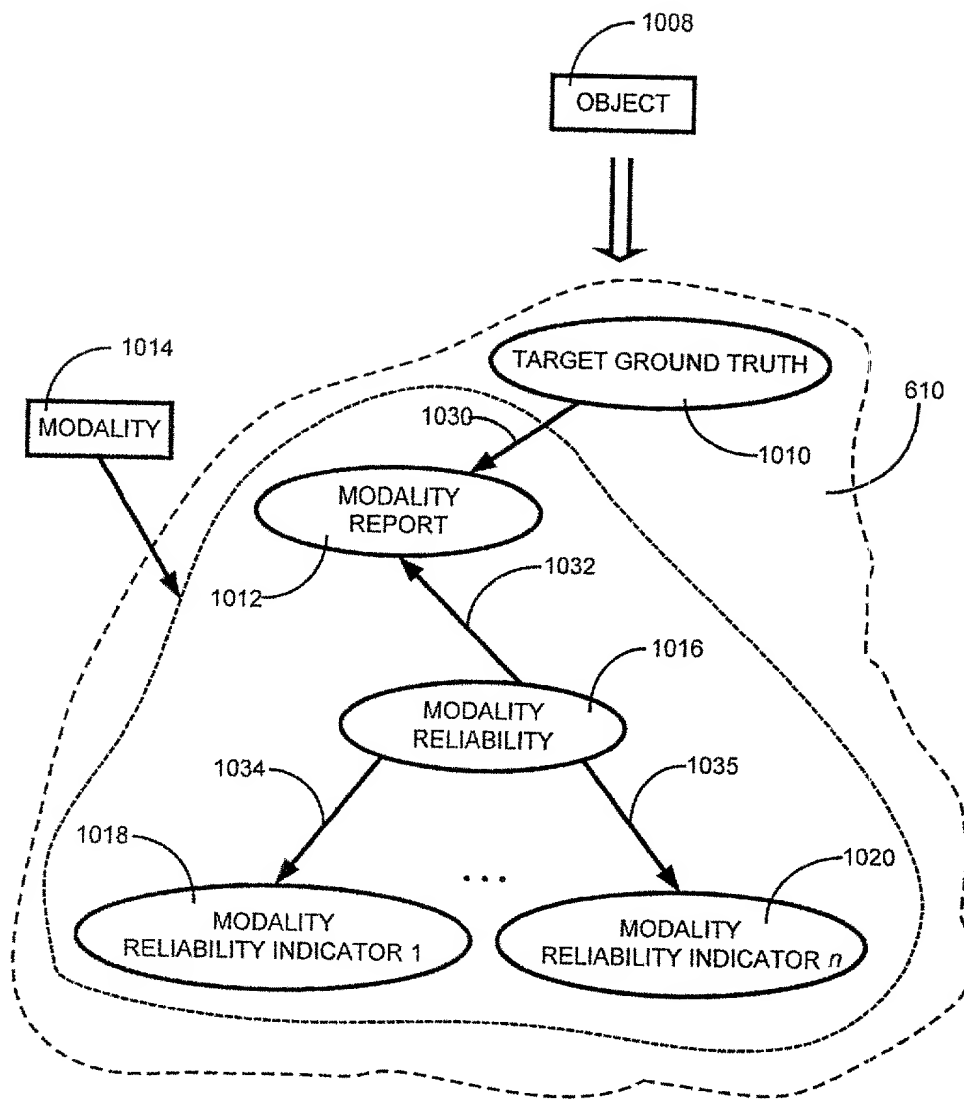 1008
OBJECT
1014
MODALITY
TARGET GROUND TRUTH
610
1030
1010
MODALITY
REPORT
1032
1012
1016
MODALITY
RELIABILITY
1034
1035
1018
1020
...
MODALITY
RELIABILITY INDICATOR 1
MODALITY
RELIABILITY INDICATOR n